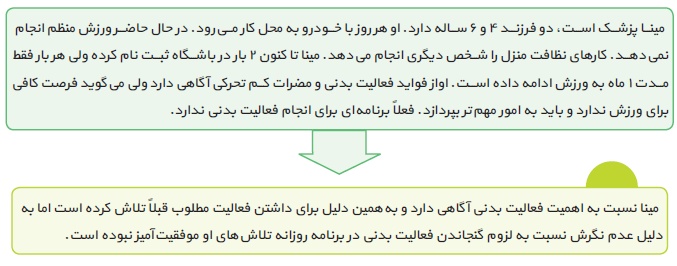 مینا پزشک است، دو فرزند ۴ و ۶ ساله دارد. او هر روز با خودرو به محل کار می‌رود. در حال حاضر ورزش منظم انجام
نمی‌دهد. کارهای نظافت منزل را شخص دیگری انجام می‌دهد. مینا تا کنون ۲ بار در باشگاه ثبت نام کرده ولی هر بار فقط
مدت ۱ ماه به ورزش ادامه داده است. او از فواید فعالیت بدنی و مضرات کم تحرکی آگاهی دارد ولی می‌گوید فرصت کافی
برای ورزش ندارد و باید به امور مهم‌تر بپردازد. فعلاً برنامه‌ای برای انجام فعالیت بدنی ندارد.
مینا نسبت به اهمیت فعالیت بدنی آگاهی دارد و به همین دلیل برای داشتن فعالیت مطلوب قبلاً تلاش کرده است اما به
دلیل عدم نگرش نسبت به لزوم گنجاندن فعالیت بدنی در برنامه روزانه تلاش‌های او موفقیت‌آمیز نبوده است.